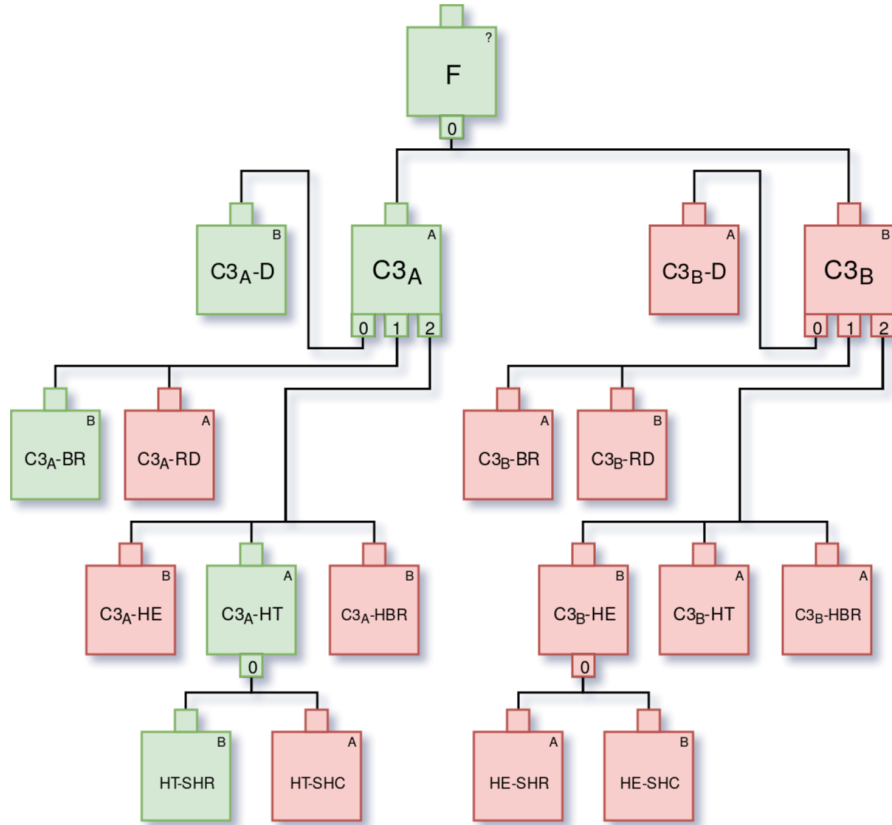 ?
F
0
B
C3A-D
A
C3A
0 1 2
A
C3B-D
B
C3B
0 1 2
B
C3A-BR
A
C3A-RD
A
C3B-BR
B
C3B-RD
B
C3A-HE
A
C3A-HT
0
B
C3A-HBR
B
C3B-HE
0
A
C3B-HT
A
C3B-HBR
B
HT-SHR
A
HT-SHC
A
HE-SHR
B
HE-SHC